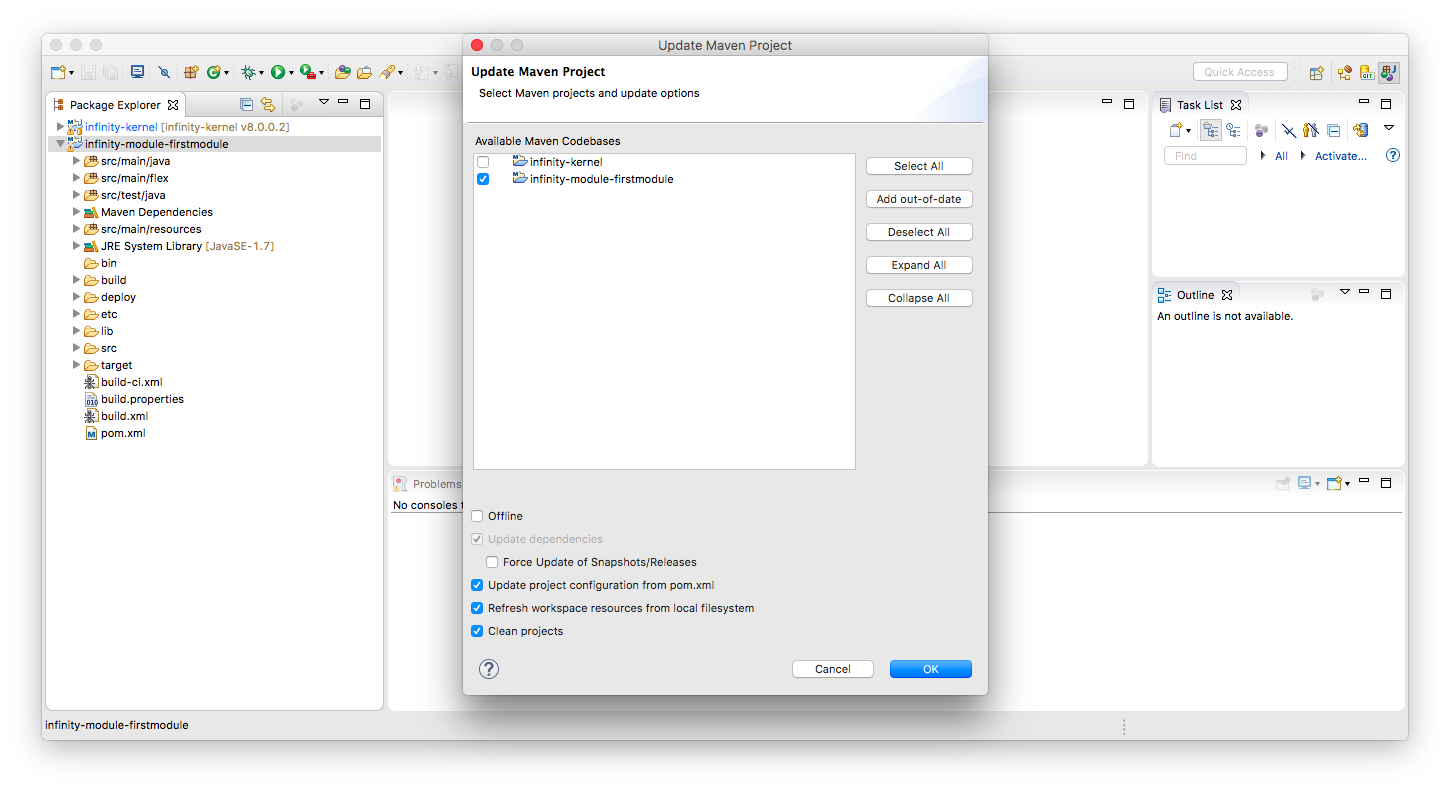 Update Maven Project
Quick Access
Package Explorer
infinity-kernel [infinity-kernel v8.0.0.2]
infinity-module-firstmodule
src/main/java
src/main/flex
src/test/java
Maven Dependencies
src/main/resources
JRE System Library [JavaSE-1.7]
bin
build
deploy
etc
lib
src
target
build-ci.xml
build.properties
build.xml
pom.xml
Update Maven Project
Select Maven projects and update options
Available Maven Codebases
infinity-kernel
infinity-module-firstmodule
Select All
Add out-of-date
Deselect All
Expand All
Collapse All
Offline
Update dependencies
Force Update of Snapshots/Releases
Update project configuration from pom.xml
Refresh workspace resources from local filesystem
Clean projects
Cancel
OK
Task List
Find
All
Activate...
Outline
An outline is not available.
Problems
No consoles
infinity-module-firstmodule